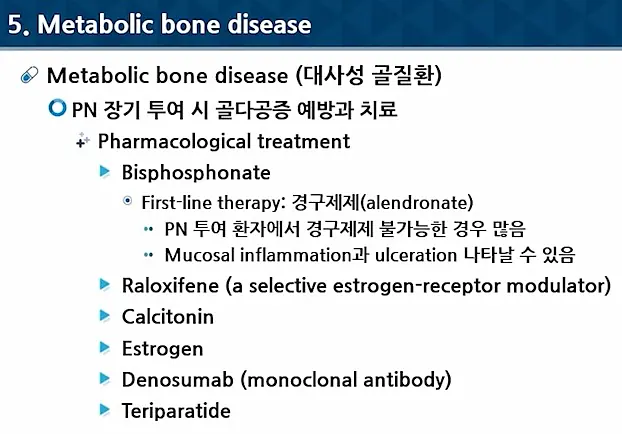 5. Metabolic bone disease
Metabolic bone disease (대사성 골질환)
PN 장기 투여 시 골다공증 예방과 치료
Pharmacological treatment
Bisphosphonate
First-line therapy: 경구제제(alendronate)
PN 투여 환자에서 경구제제 불가능한 경우 많음
Mucosal inflammation과 ulceration 나타날 수 있음
Raloxifene (a selective estrogen-receptor modulator)
Calcitonin
Estrogen
Denosumab (monoclonal antibody)
Teriparatide